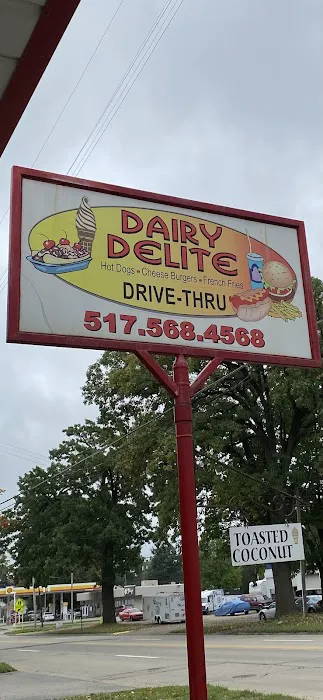 DAIRY
DELITE
Hot Dogs • Cheese Burgers • French Fries
DRIVE-THRU
517.568.4568
TOASTED
COCONUT